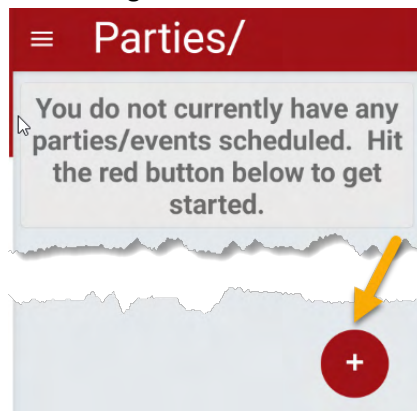 Parties/
You do not currently have any
parties/events scheduled.  Hit
the red button below to get
started.
+